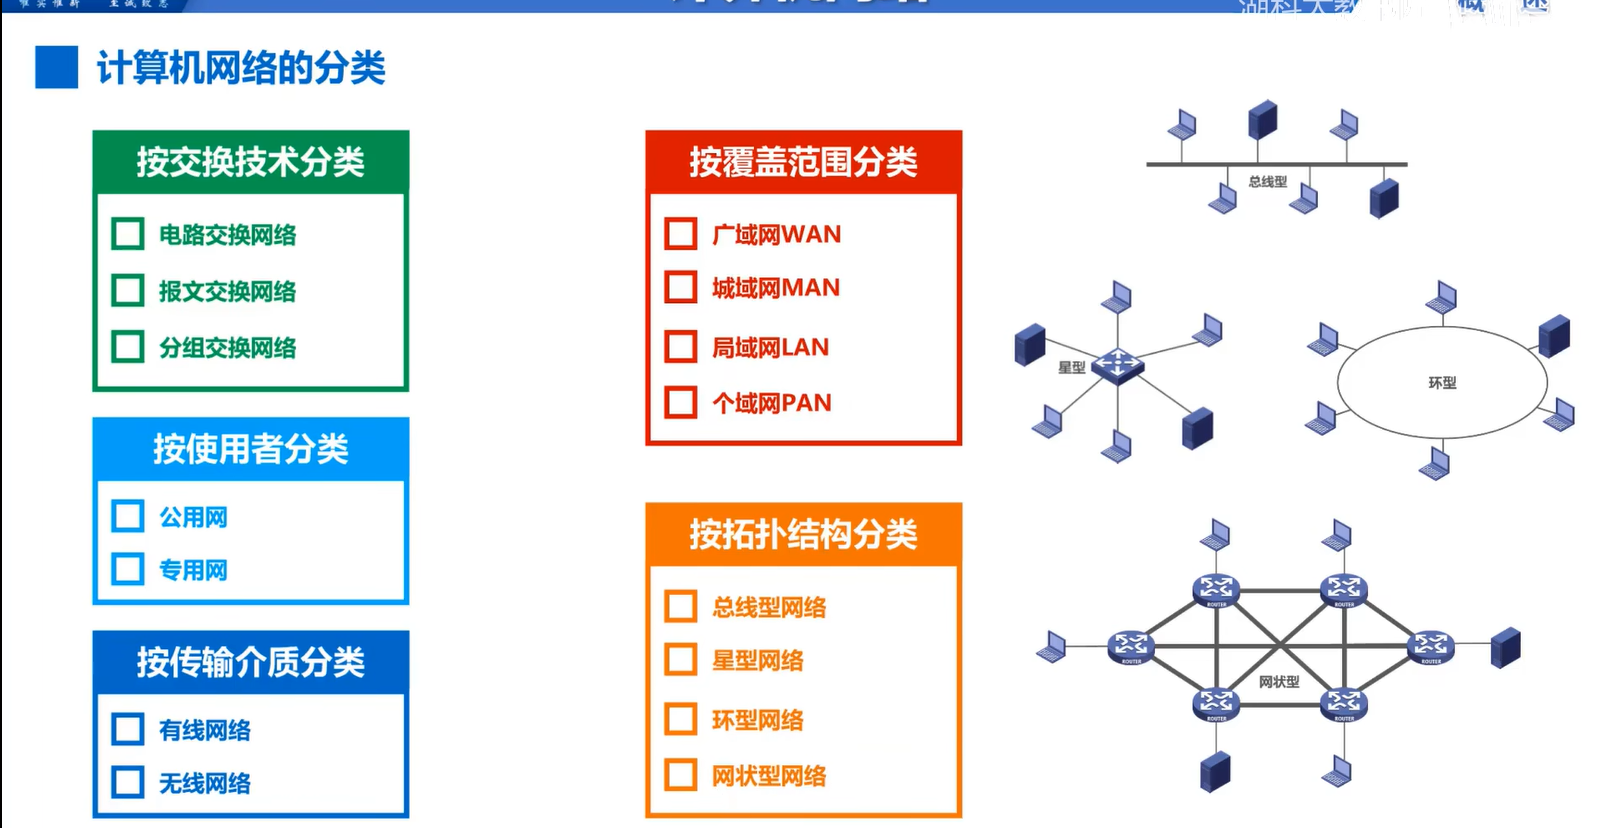 计算机网络的分类
按交换技术分类
电路交换网络
报文交换网络
分组交换网络
按使用者分类
公用网
专用网
按传输介质分类
有线网络
无线网络
按覆盖范围分类
广域网WAN
城域网MAN
局域网LAN
个域网PAN
按拓扑结构分类
总线型网络
星型网络
环型网络
网状型网络
总线型
星型
环型
ROUTER
ROUTER
ROUTER
ROUTER
网状型
ROUTER
ROUTER